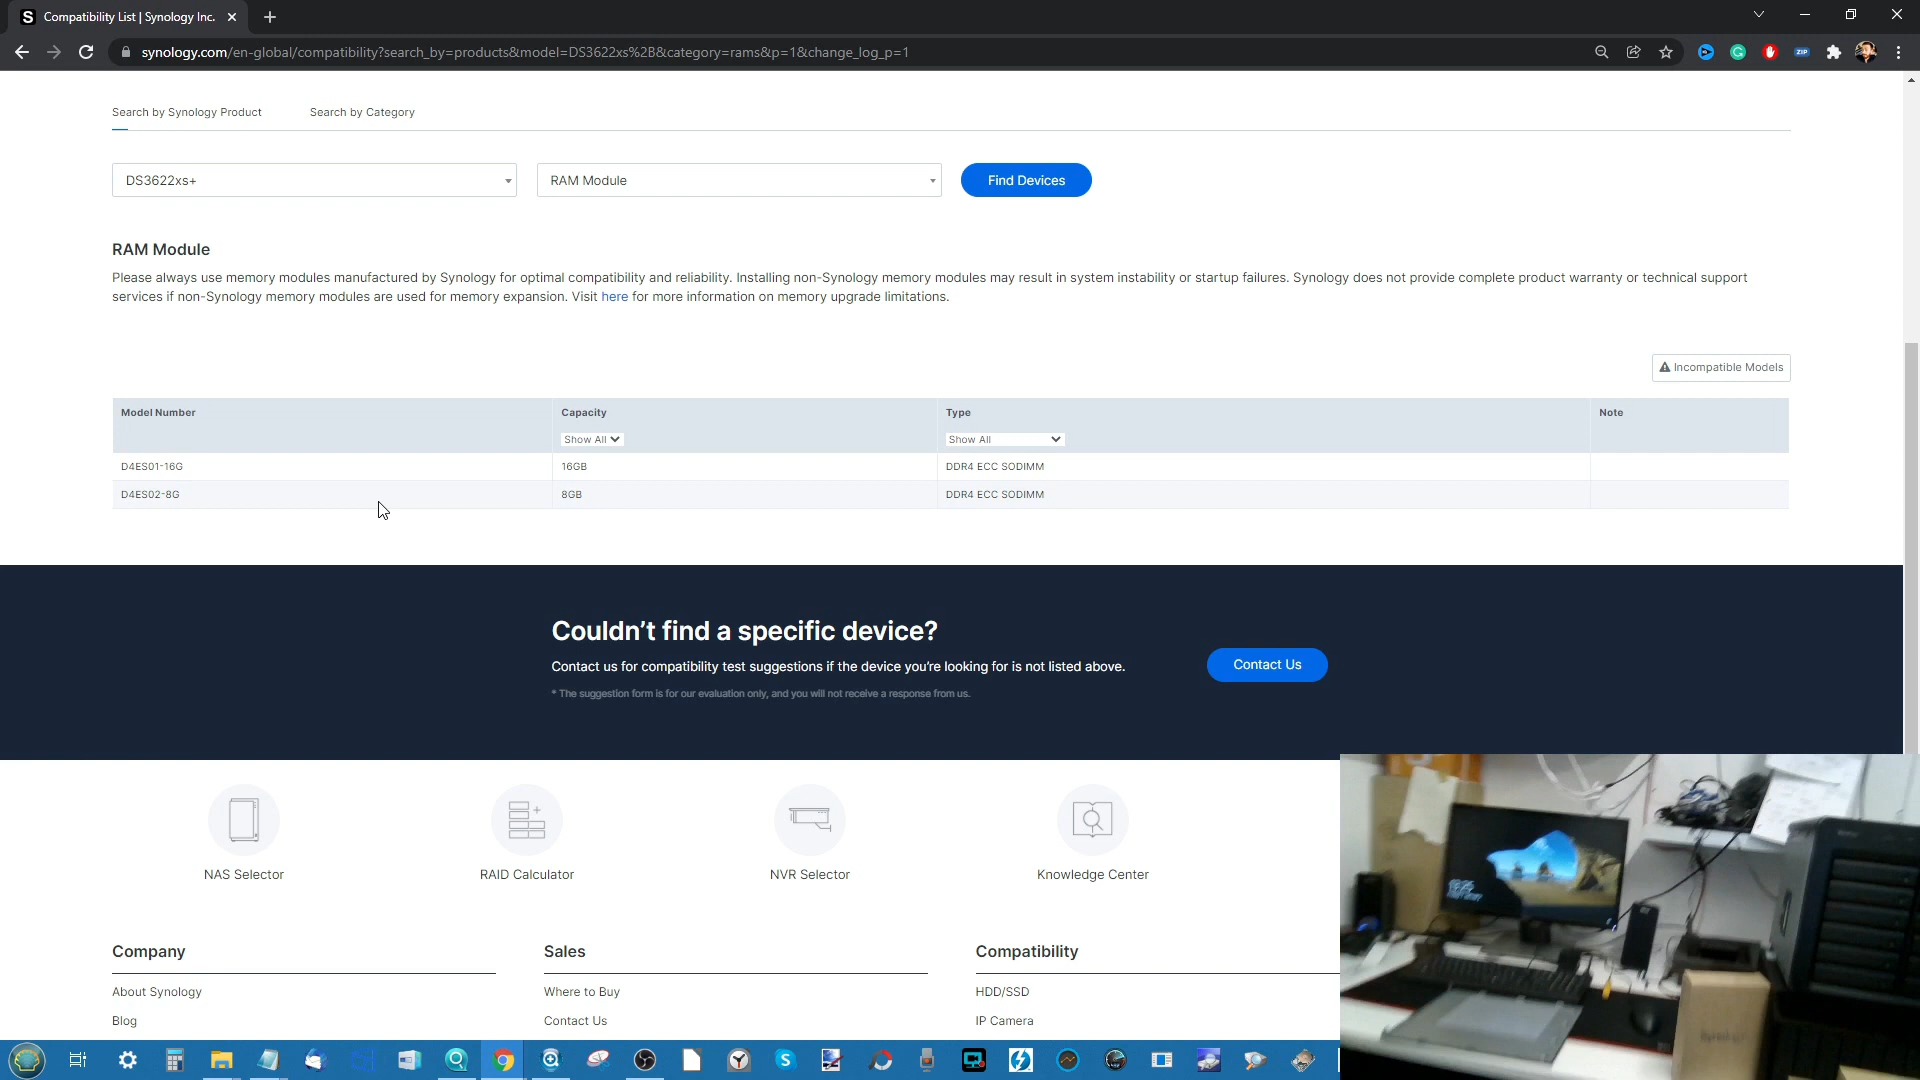 Compatibility List | Synology Inc.
synology.com/en-global/compatibility?search_by=products&model=DS3622xs%2B&category=rams&p=1&change_log_p=1
ZIP
Search by Synology Product
Search by Category
DS3622xs+
RAM Module
Find Devices
RAM Module
Please always use memory modules manufactured by Synology for optimal compatibility and reliability. Installing non-Synology memory modules may result in system instability or startup failures. Synology does not provide complete product warranty or technical support
services if non-Synology memory modules are used for memory expansion. Visit here for more information on memory upgrade limitations.
Incompatible Models
Model Number
Capacity
Type
Note
Show All
Show All
D4ES01-16G
16GB
DDR4 ECC SODIMM
D4ES02-8G
8GB
DDR4 ECC SODIMM
Couldn't find a specific device?
Contact us for compatibility test suggestions if the device you're looking for is not listed above.
* The suggestion form is for our evaluation only, and you will not receive a response from us.
Contact Us
NAS Selector
RAID Calculator
NVR Selector
Knowledge Center
Company
Sales
Compatibility
About Synology
Where to Buy
HDD/SSD
Blog
Contact Us
IP Camera